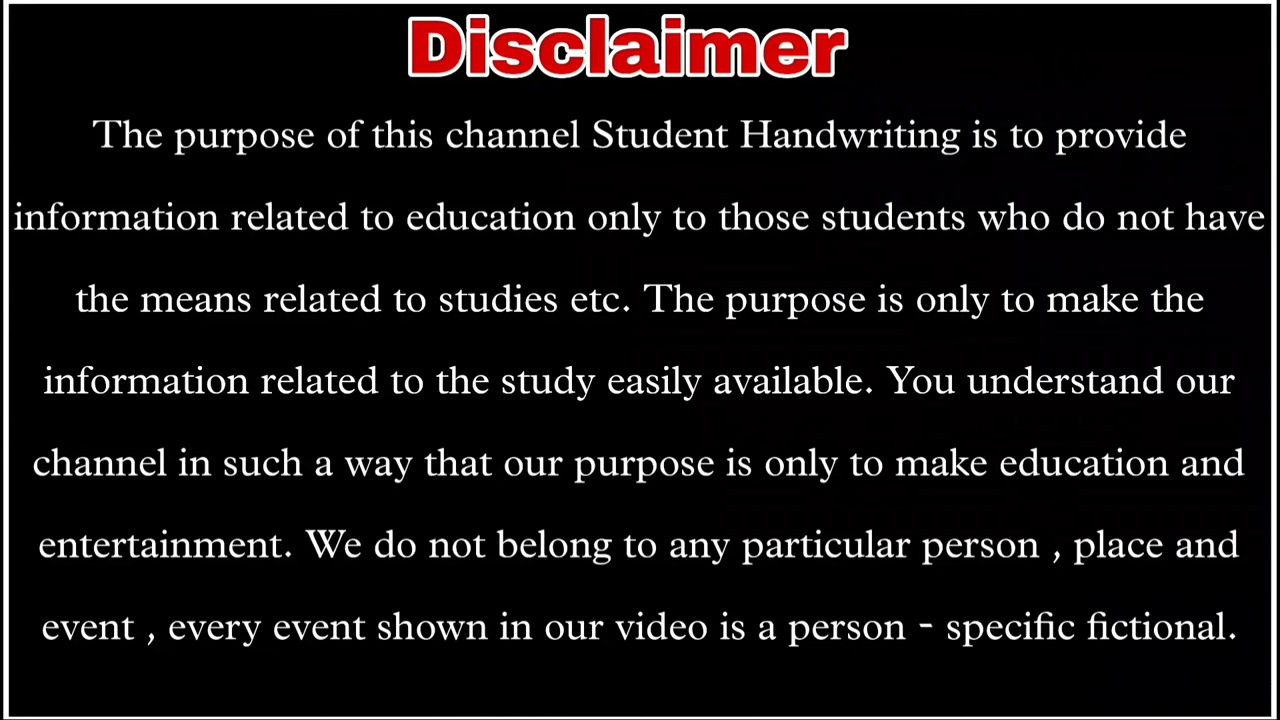 Disclaimer
The purpose of this channel Student Handwriting is to provide
information related to education only to those students who do not have
the means related to studies etc. The purpose is only to make the
information related to the study easily available. You understand our
channel in such a way that our purpose is only to make education and
entertainment. We do not belong to any particular person , place and
event , every event shown in our video is a person - specific fictional.